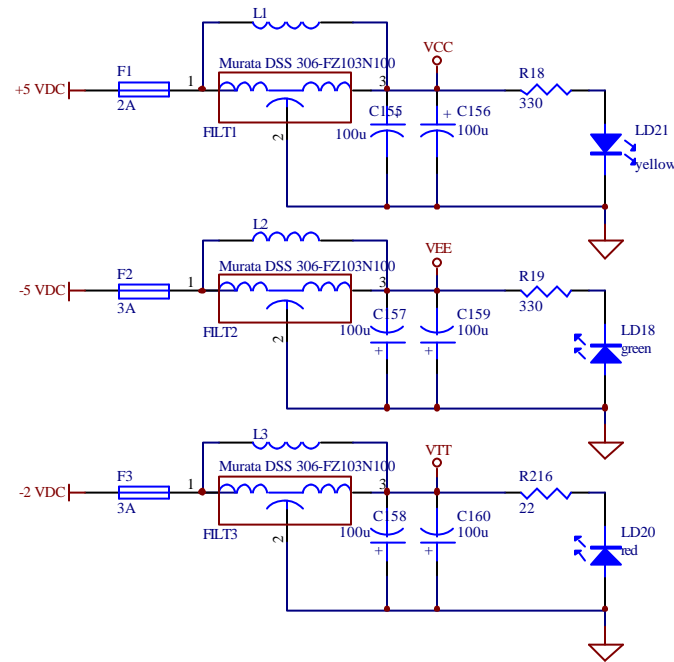 L1
VCC
Murata DSS 306-FZ103N100
F1
R18
+5 VDC
1
3
2A
330
C155
+
+
C156
100u
100u
FILT1
2
LD21
yellow
L2
VEE
Murata DSS 306-FZ103N100
F2
R19
-5 VDC
1
3
3A
330
C157
C159
100u
100u
FILT2
2
+
+
LD18
green
L3
VTT
Murata DSS 306-FZ103N100
F3
R216
-2 VDC
1
3
3A
22
C158
C160
100u
100u
FILT3
2
+
+
LD20
red